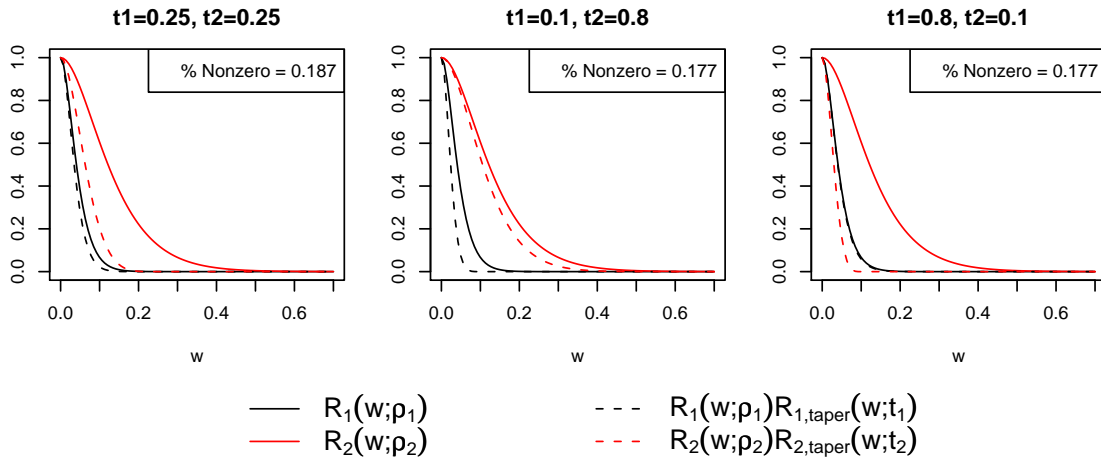 t1=0.25, t2=0.25 t1=0.1, t2=0.8 t1=0.8, t2=0.1
% Nonzero = 0.187 % Nonzero = 0.177 % Nonzero = 0.177
1.0 1.0 1.0
0.8 0.8 0.8
0.6 0.6 0.6
0.4 0.4 0.4
0.2 0.2 0.2
0.0 0.0 0.0
0.0 0.2 0.4 0.6 0.0 0.2 0.4 0.6 0.0 0.2 0.4 0.6
w w w
R₁(w;ρ₁) R₁(w;ρ₁)R₁,taper(w;t₁)
R₂(w;ρ₂) R₂(w;ρ₂)R₂,taper(w;t₂)